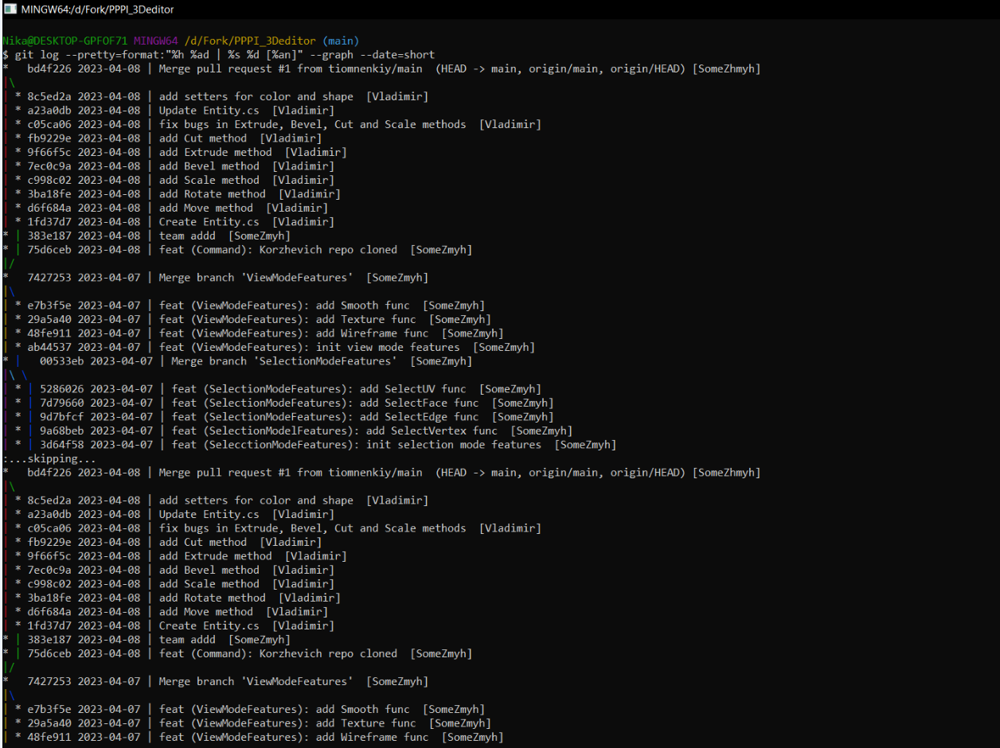 MINGW64:/d/Fork/PPPI_3Deditor
Nika@DESKTOP-GPFOF71 MINGW64 /d/Fork/PPPI_3Deditor (main)
$ git log --pretty=format:"%h %ad | %s %d [%an]" --graph --date=short
*   bd4f226 2023-04-08 | Merge pull request #1 from tiomnenkiy/main  (HEAD -> main, origin/main, origin/HEAD) [SomeZhmyh]
|\
| * 8c5ed2a 2023-04-08 | add setters for color and shape  [Vladimir]
| * a23a0db 2023-04-08 | Update Entity.cs  [Vladimir]
| * c05ca06 2023-04-08 | fix bugs in Extrude, Bevel, Cut and Scale methods  [Vladimir]
| * fb9229e 2023-04-08 | add Cut method  [Vladimir]
| * 9f66f5c 2023-04-08 | add Extrude method  [Vladimir]
| * 7ec0c9a 2023-04-08 | add Bevel method  [Vladimir]
| * c998c02 2023-04-08 | add Scale method  [Vladimir]
| * 3ba18fe 2023-04-08 | add Rotate method  [Vladimir]
| * d6f684a 2023-04-08 | add Move method  [Vladimir]
| * 1fd37d7 2023-04-08 | Create Entity.cs  [Vladimir]
* | 383e187 2023-04-08 | team addd  [SomeZmyh]
* | 75d6ceb 2023-04-08 | feat (Command): Korzhevich repo cloned  [SomeZmyh]
|/
*   7427253 2023-04-07 | Merge branch 'ViewModeFeatures'  [SomeZmyh]
|\
| * e7b3f5e 2023-04-07 | feat (ViewModeFeatures): add Smooth func  [SomeZmyh]
| * 29a5a40 2023-04-07 | feat (ViewModeFeatures): add Texture func  [SomeZmyh]
| * 48fe911 2023-04-07 | feat (ViewModeFeatures): add Wireframe func  [SomeZmyh]
| * ab44537 2023-04-07 | feat (ViewModeFeatures): init view mode features  [SomeZmyh]
* |   00533eb 2023-04-07 | Merge branch 'SelectionModeFeatures'  [SomeZmyh]
|\ \
| * | 5286026 2023-04-07 | feat (SelectionModeFeatures): add SelectUV func  [SomeZmyh]
| * | 7d79660 2023-04-07 | feat (SelectionModeFeatures): add SelectFace func  [SomeZmyh]
| * | 9d7bfcf 2023-04-07 | feat (SelectionModeFeatures): add SelectEdge func  [SomeZmyh]
| * | 9a68beb 2023-04-07 | feat (SelectionModelFeatures): add SelectVertex func  [SomeZmyh]
| * | 3d64f58 2023-04-07 | feat (SelecctionModeFeatures): init selection mode features  [SomeZmyh]
:...skipping...
*   bd4f226 2023-04-08 | Merge pull request #1 from tiomnenkiy/main  (HEAD -> main, origin/main, origin/HEAD) [SomeZhmyh]
|\
| * 8c5ed2a 2023-04-08 | add setters for color and shape  [Vladimir]
| * a23a0db 2023-04-08 | Update Entity.cs  [Vladimir]
| * c05ca06 2023-04-08 | fix bugs in Extrude, Bevel, Cut and Scale methods  [Vladimir]
| * fb9229e 2023-04-08 | add Cut method  [Vladimir]
| * 9f66f5c 2023-04-08 | add Extrude method  [Vladimir]
| * 7ec0c9a 2023-04-08 | add Bevel method  [Vladimir]
| * c998c02 2023-04-08 | add Scale method  [Vladimir]
| * 3ba18fe 2023-04-08 | add Rotate method  [Vladimir]
| * d6f684a 2023-04-08 | add Move method  [Vladimir]
| * 1fd37d7 2023-04-08 | Create Entity.cs  [Vladimir]
* | 383e187 2023-04-08 | team addd  [SomeZmyh]
* | 75d6ceb 2023-04-08 | feat (Command): Korzhevich repo cloned  [SomeZmyh]
|/
*   7427253 2023-04-07 | Merge branch 'ViewModeFeatures'  [SomeZmyh]
|\
| * e7b3f5e 2023-04-07 | feat (ViewModeFeatures): add Smooth func  [SomeZmyh]
| * 29a5a40 2023-04-07 | feat (ViewModeFeatures): add Texture func  [SomeZmyh]
| * 48fe911 2023-04-07 | feat (ViewModeFeatures): add Wireframe func  [SomeZmyh]